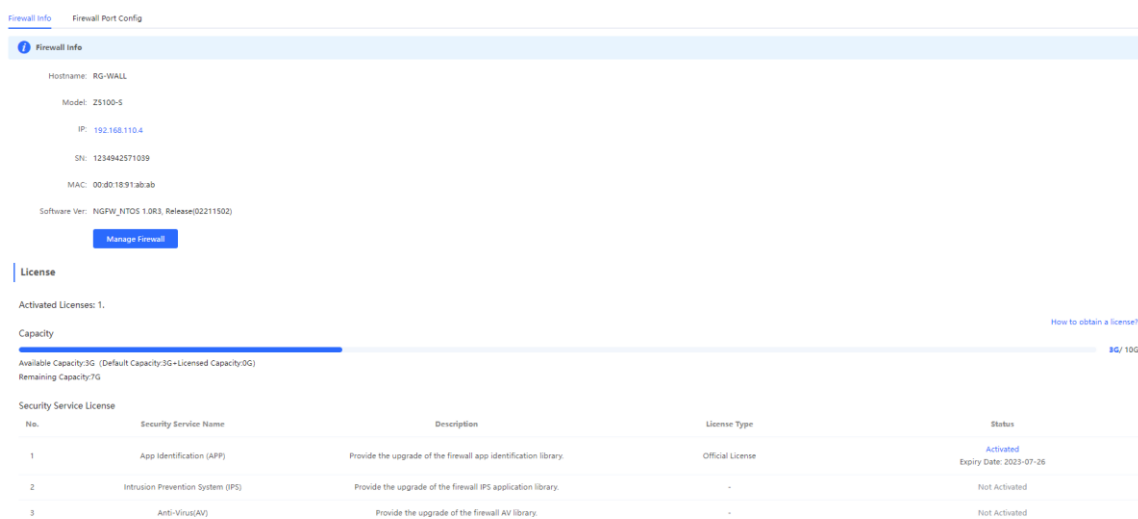 Firewall Info Firewall Port Config
Firewall Info
Hostname: RG-WALL
Model: Z5100-S
IP: 192.168.110.4
SN: 1234942571039
MAC: 00:d0:18:91:ab:ab
Software Ver: NGFW_NTOS 1.0R3, Release(02211502)
Manage Firewall
License
Activated Licenses: 1.
How to obtain a license?
Capacity
3G/ 10G
Available Capacity:3G (Default Capacity:3G+Licensed Capacity:0G)
Remaining Capacity:7G
Security Service License
No. Security Service Name Description License Type Status
1 App Identification (APP) Provide the upgrade of the firewall app identification library. Official License Activated
Expiry Date: 2023-07-26
2 Intrusion Prevention System (IPS) Provide the upgrade of the firewall IPS application library. - Not Activated
3 Anti-Virus(AV) Provide the upgrade of the firewall AV library. - Not Activated